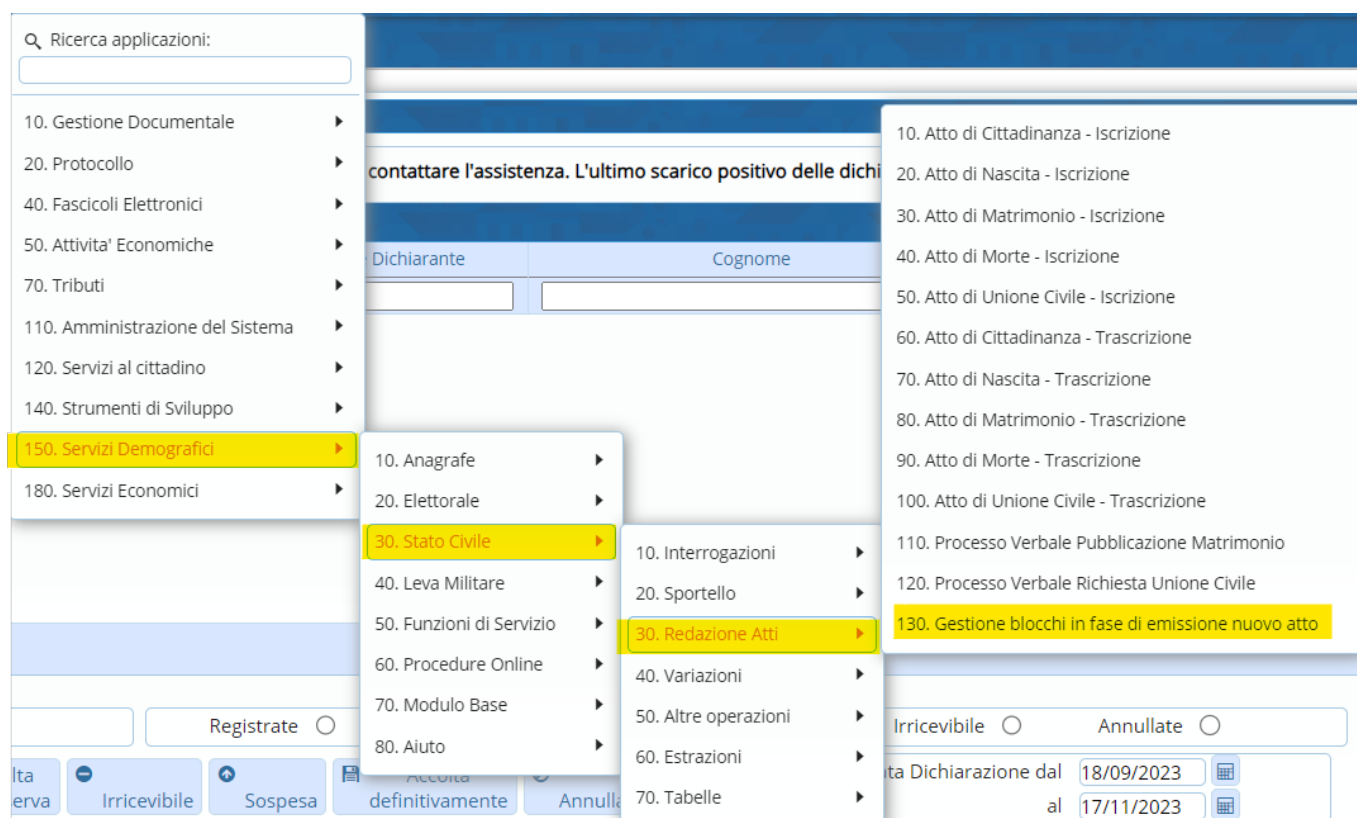 Ricerca applicazioni:
10. Gestione Documentale
20. Protocollo
40. Fascicoli Elettronici
50. Attivita' Economiche
70. Tributi
110. Amministrazione del Sistema
120. Servizi al cittadino
140. Strumenti di Sviluppo
150. Servizi Demografici
180. Servizi Economici
contattare l'assistenza. L'ultimo scarico positivo delle dichi
Dichiarante
Cognome
10. Anagrafe
20. Elettorale
30. Stato Civile
40. Leva Militare
50. Funzioni di Servizio
60. Procedure Online
70. Modulo Base
80. Aiuto
10. Interrogazioni
20. Sportello
30. Redazione Atti
40. Variazioni
50. Altre operazioni
60. Estrazioni
70. Tabelle
10. Atto di Cittadinanza - Iscrizione
20. Atto di Nascita - Iscrizione
30. Atto di Matrimonio - Iscrizione
40. Atto di Morte - Iscrizione
50. Atto di Unione Civile - Iscrizione
60. Atto di Cittadinanza - Trascrizione
70. Atto di Nascita - Trascrizione
80. Atto di Matrimonio - Trascrizione
90. Atto di Morte - Trascrizione
100. Atto di Unione Civile - Trascrizione
110. Processo Verbale Pubblicazione Matrimonio
120. Processo Verbale Richiesta Unione Civile
130. Gestione blocchi in fase di emissione nuovo atto
Registrate
Irricevibile
Annullate
lta
erva
Irricevibile
Sospesa
Accolta
definitivamente
Annulla
ta Dichiarazione dal 18/09/2023
al 17/11/2023